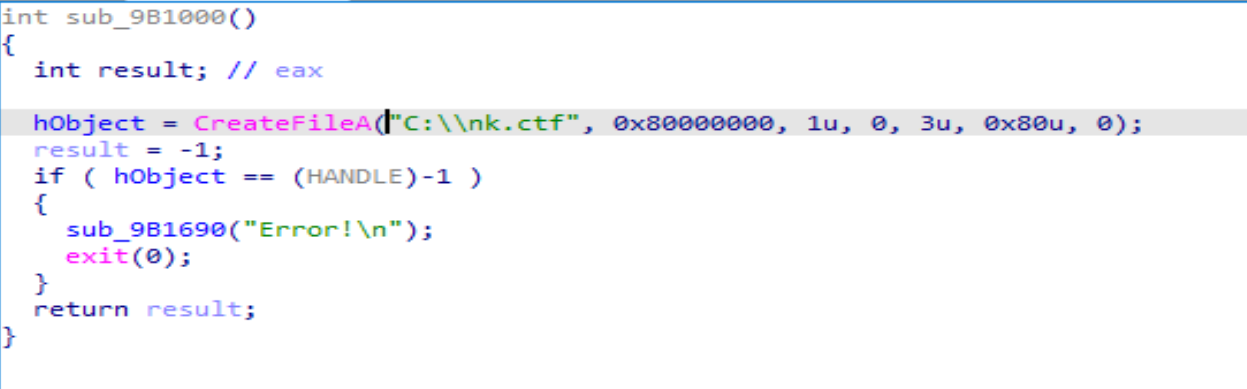 int sub_9B1000()
{
  int result; // eax
  hObject = CreateFileA("C:\\nk.ctf", 0x80000000, 1u, 0, 3u, 0x80u, 0);
  result = -1;
  if ( hObject == (HANDLE)-1 )
  {
    sub_9B1690("Error!\n");
    exit(0);
  }
  return result;
}